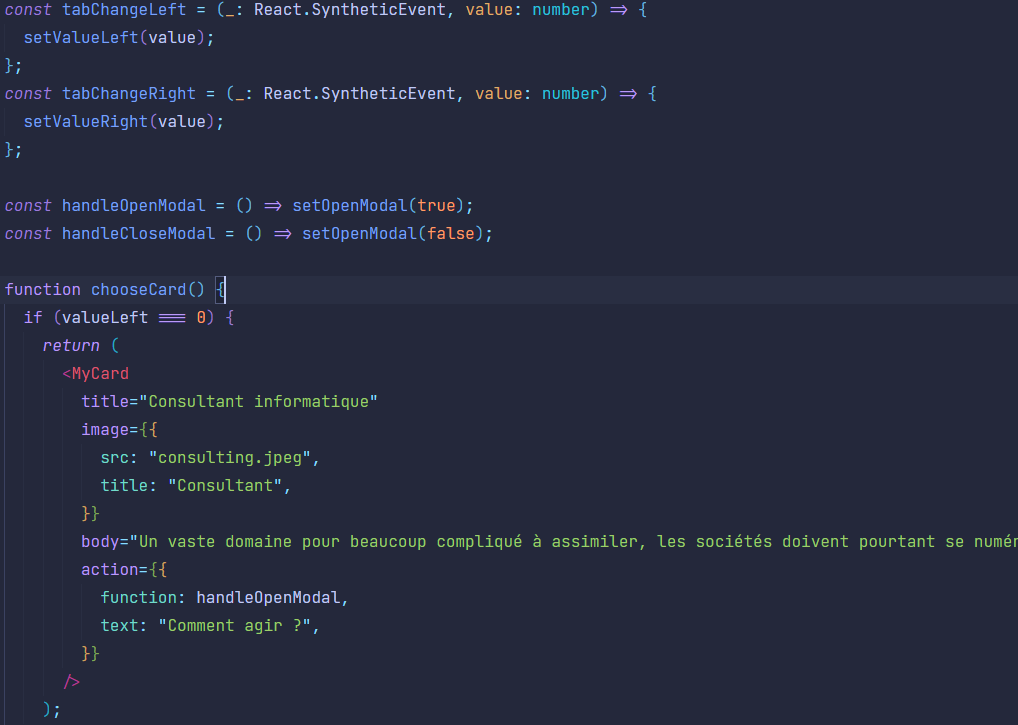 const tabChangeLeft = (_: React.SyntheticEvent, value: number) => {
  setValueLeft(value);
};
const tabChangeRight = (_: React.SyntheticEvent, value: number) => {
  setValueRight(value);
};

const handleOpenModal = () => setOpenModal(true);
const handleCloseModal = () => setOpenModal(false);

function chooseCard() {
  if (valueLeft === 0) {
    return (
      <MyCard
        title="Consultant informatique"
        image={{
          src: "consulting.jpeg",
          title: "Consultant",
        }}
        body="Un vaste domaine pour beaucoup compliqué à assimiler, les sociétés doivent pourtant se
        action={{
          function: handleOpenModal,
          text: "Comment agir ?",
        }}
      />
    );